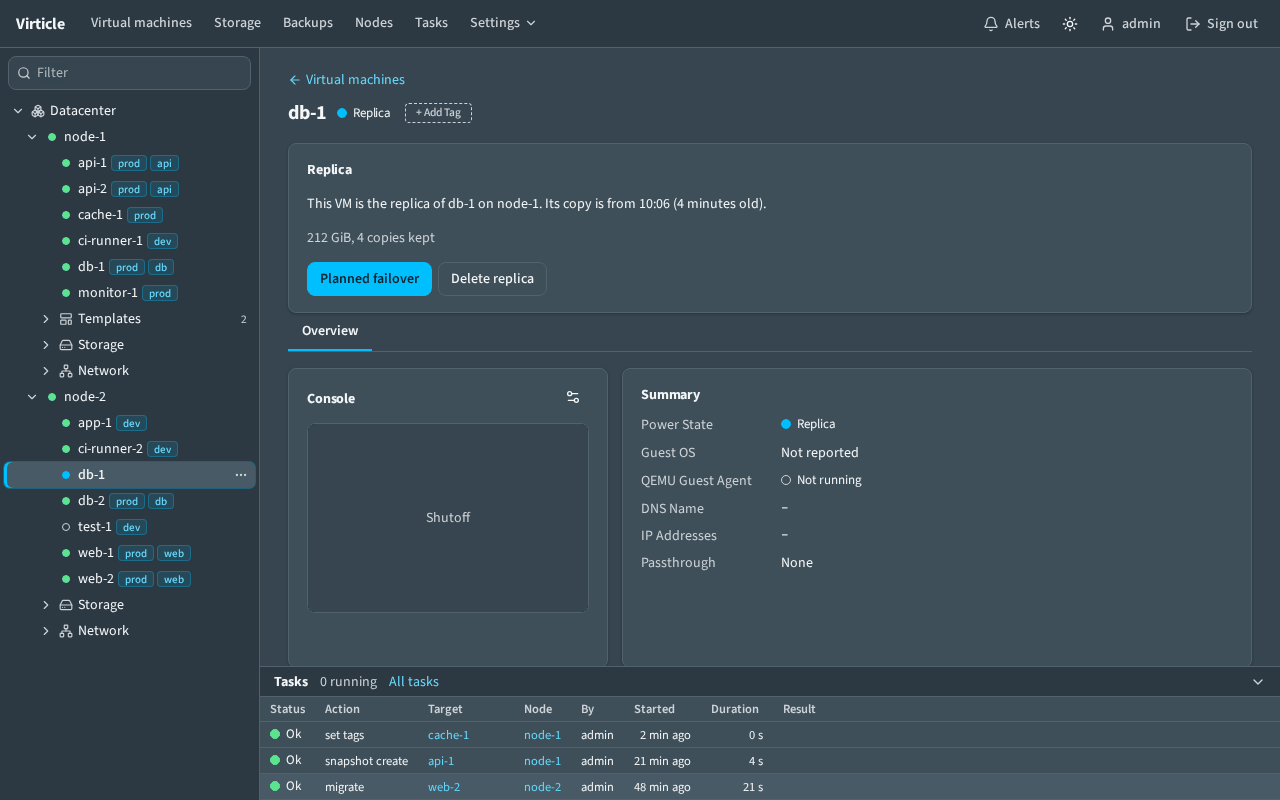 Virticle Virtual machines Storage Backups Nodes Tasks Settings Alerts admin Sign out
Filter
Datacenter
node-1
api-1 prod api
api-2 prod api
cache-1 prod
ci-runner-1 dev
db-1 prod db
monitor-1 prod
Templates 2
Storage
Network
node-2
app-1 dev
ci-runner-2 dev
db-1 ...
db-2 prod db
test-1 dev
web-1 prod web
web-2 prod web
Storage
Network
← Virtual machines
db-1 Replica + Add Tag
Replica
This VM is the replica of db-1 on node-1. Its copy is from 10:06 (4 minutes old).
212 GiB, 4 copies kept
Planned failover Delete replica
Overview
Console
Shutoff
Summary
Power State Replica
Guest OS Not reported
QEMU Guest Agent Not running
DNS Name –
IP Addresses –
Passthrough None
Tasks 0 running All tasks
Status Action Target Node By Started Duration Result
Ok set tags cache-1 node-1 admin 2 min ago 0 s
Ok snapshot create api-1 node-1 admin 21 min ago 4 s
Ok migrate web-2 node-2 admin 48 min ago 21 s